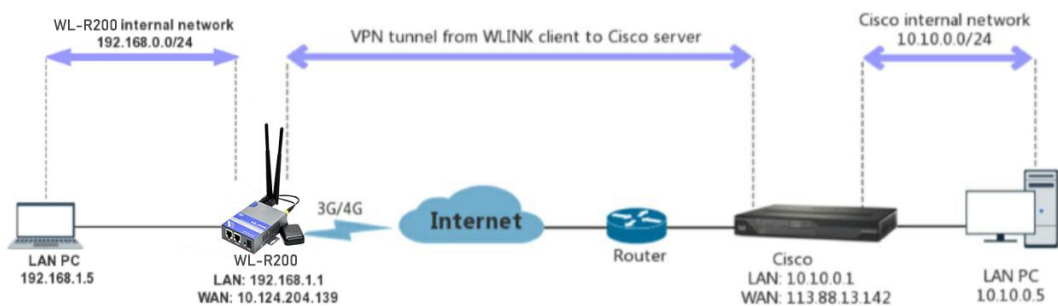 WL-R200 internal network
192.168.0.0/24
VPN tunnel from WLINK client to Cisco server
Cisco internal network
10.10.0.0/24
3G/4G
Internet
LAN PC
192.168.1.5
WL-R200
LAN: 192.168.1.1
WAN: 10.124.204.139
Router
Cisco
LAN: 10.10.0.1
WAN: 113.88.13.142
LAN PC
10.10.0.5